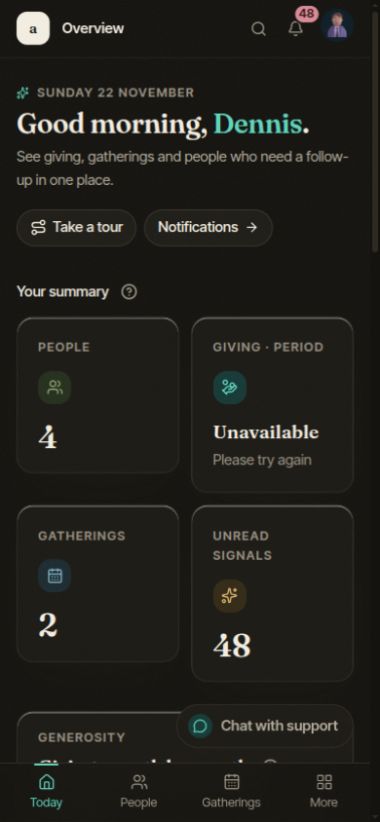 a Overview 48
SUNDAY 22 NOVEMBER
Good morning, Dennis.
See giving, gatherings and people who need a follow-
up in one place.
Take a tour
Notifications →
Your summary ?
PEOPLE
4
GIVING · PERIOD
Unavailable
Please try again
GATHERINGS
2
UNREAD
SIGNALS
48
GENEROSITY
Chat with support
Today
People
Gatherings
More